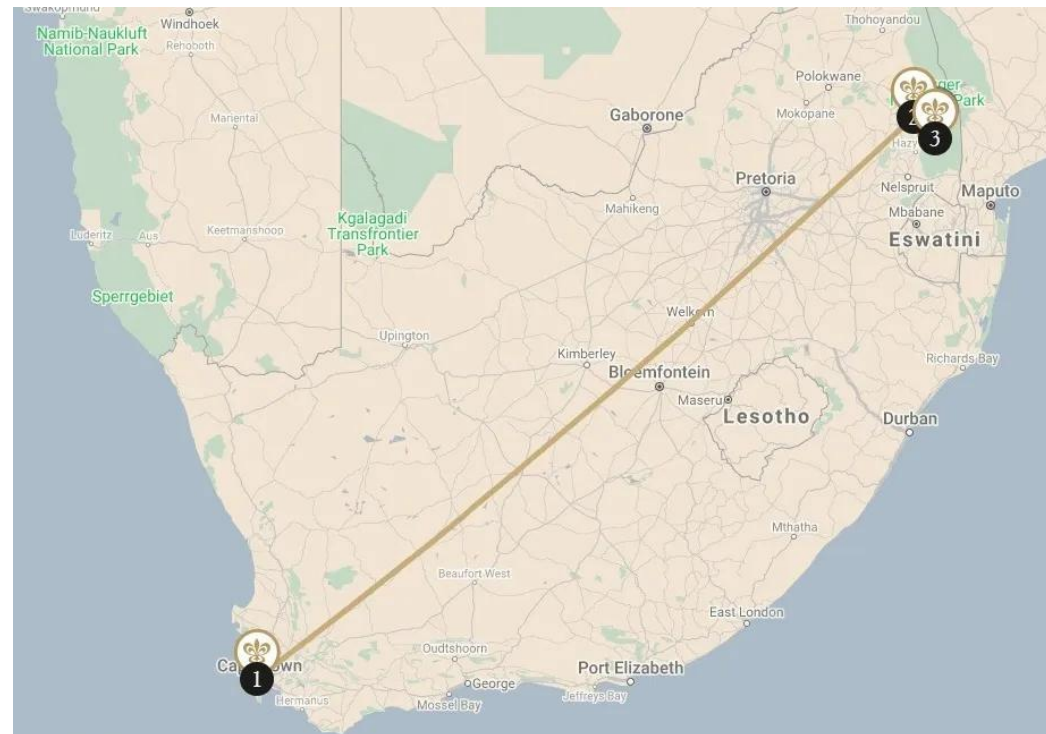 Namib-Naukluft
National Park
Windhoek
Rehoboth
Mariental
Luderitz
Aus
Keetmanshoop
Sperrgebiet
Kgalagadi
Transfrontier
Park
Gaborone
Mahikeng
Thohoyandou
Polokwane
Mokopane
Park
3
Pretoria
Nelspruit
Maputo
Mbabane
Eswatini
Upington
Kimberley
Welkom
Bloemfontein
Maseru
Lesotho
Richards Bay
Durban
Mthatha
Beaufort West
East London
Oudtshoorn
Port Elizabeth
George
Jeffreys Bay
Mossel Bay
Hermanus
1